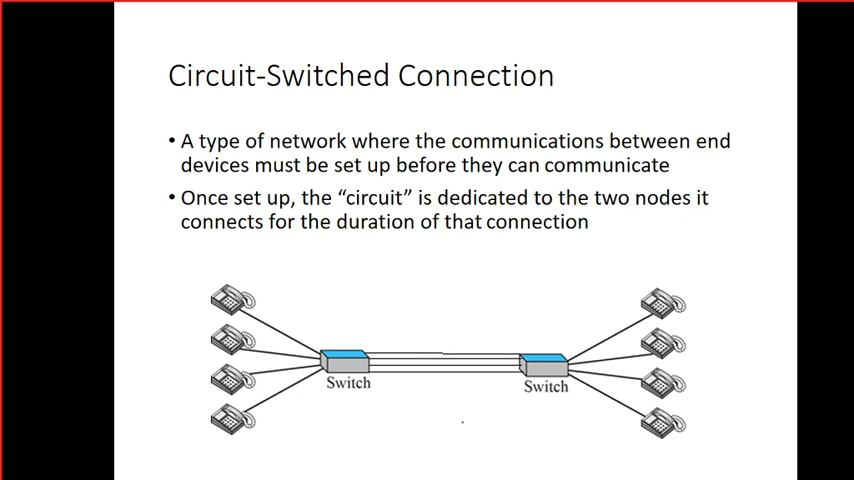 Circuit-Switched Connection
• A type of network where the communications between end
devices must be set up before they can communicate
• Once set up, the “circuit” is dedicated to the two nodes it
connects for the duration of that connection
Switch
Switch